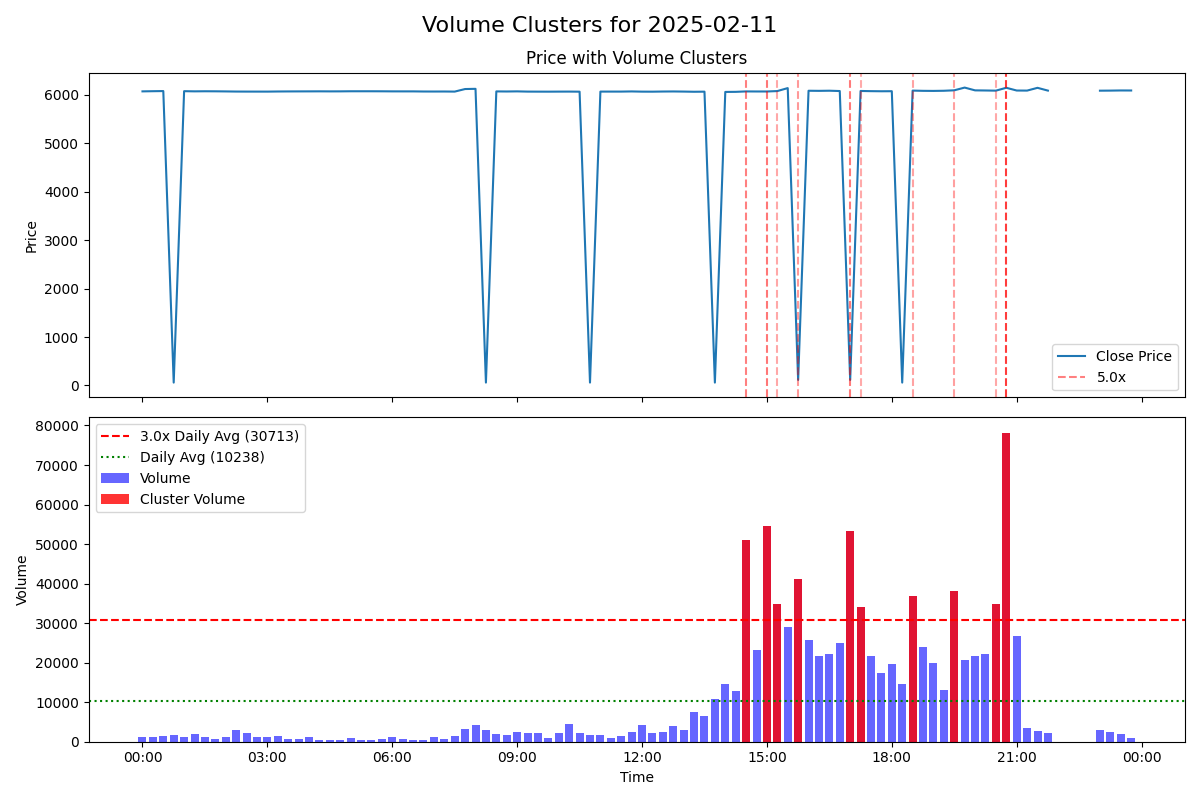 Volume Clusters for 2025-02-11
Price with Volume Clusters
6000
5000
4000
3000
2000
1000
0
Price
Close Price
5.0x
80000
70000
60000
50000
40000
30000
20000
10000
0
Volume
3.0x Daily Avg (30713)
Daily Avg (10238)
Volume
Cluster Volume
00:00 03:00 06:00 09:00 12:00 15:00 18:00 21:00 00:00
Time